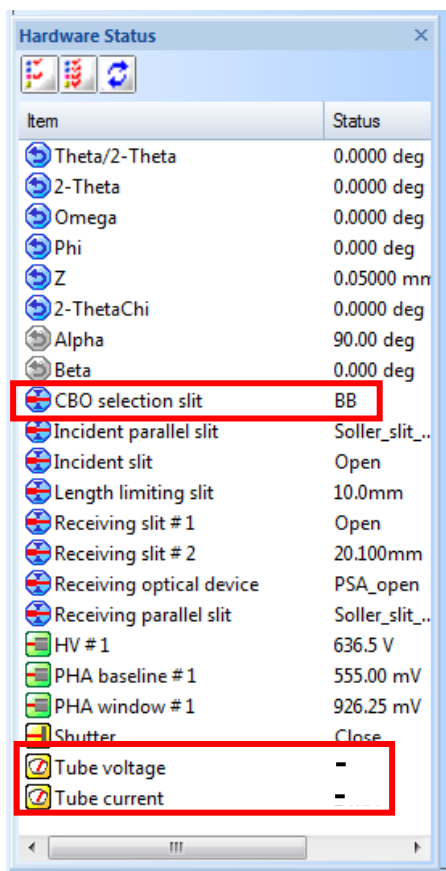 Hardware Status
Item Status
Theta/2-Theta 0.0000 deg
2-Theta 0.0000 deg
Omega 0.0000 deg
Phi 0.000 deg
Z 0.05000 mm
2-ThetaChi 0.0000 deg
Alpha 90.00 deg
Beta 0.000 deg
CBO selection slit BB
Incident parallel slit Soller_slit_..
Incident slit Open
Length limiting slit 10.0mm
Receiving slit # 1 Open
Receiving slit # 2 20.100mm
Receiving optical device PSA_open
Receiving parallel slit Soller_slit_..
HV # 1 636.5 V
PHA baseline # 1 555.00 mV
PHA window # 1 926.25 mV
Shutter Close
Tube voltage -
Tube current -